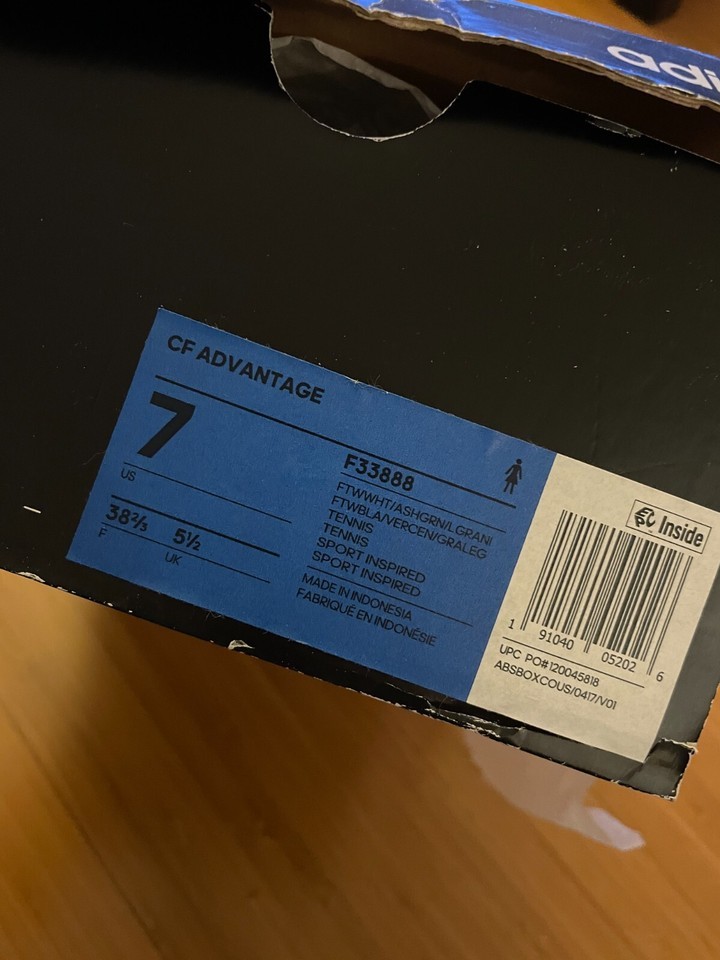 adi
CF ADVANTAGE
7
US
38⅔
F
5½
UK
F33888
FTWWHT/ASHGRN/LGRANI
FTWBLA/VERCEN/GRALEG
TENNIS
TENNIS
SPORT INSPIRED
SPORT INSPIRED
MADE IN INDONESIA
FABRIQUÉ EN INDONÉSIE
Inside
1 91040 05202 6
UPC PO#120045818
ABSBOXCOUS/0417/V01